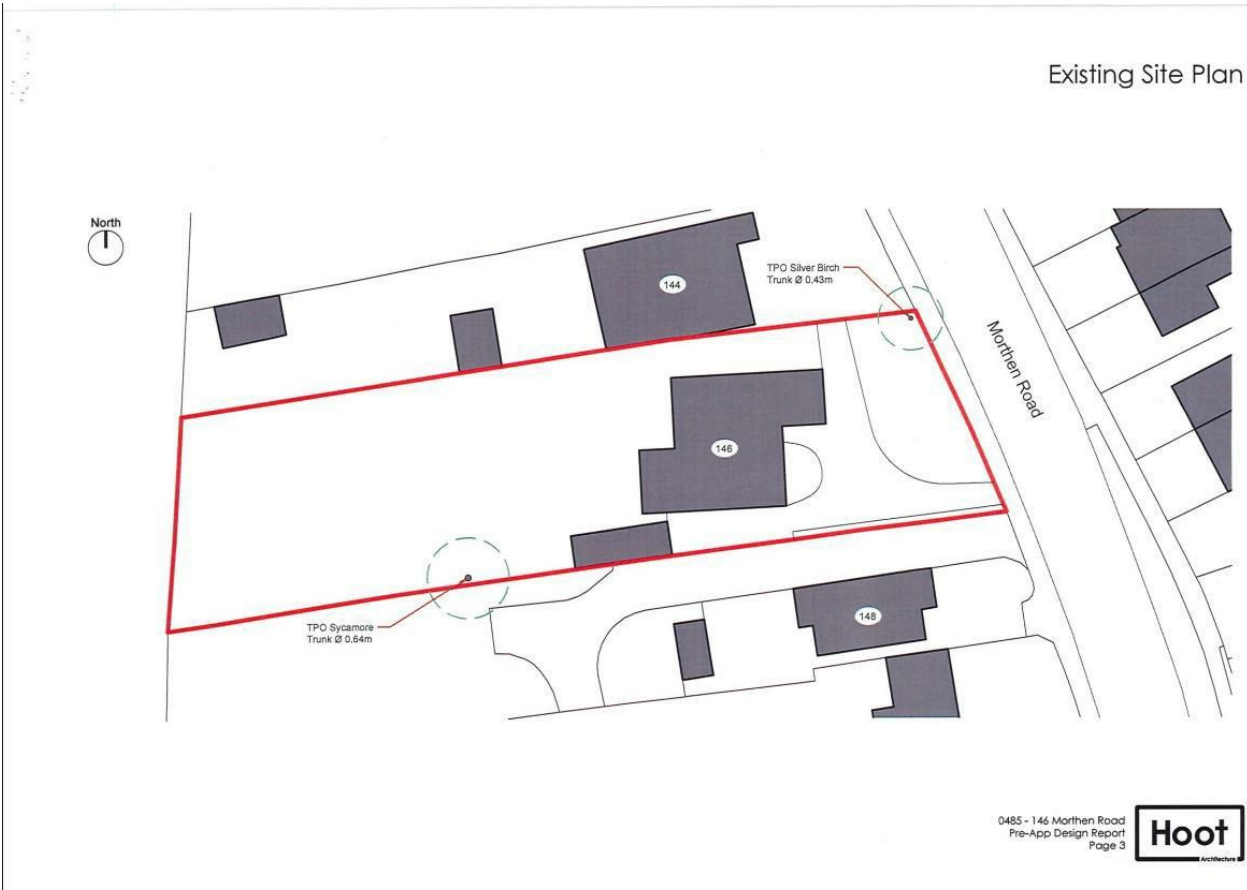 Existing Site Plan
North
144
TPO Silver Birch
Trunk Ø 0.43m
Morthen Road
146
TPO Sycamore
Trunk Ø 0.64m
148
0485 - 146 Morthen Road
Pre-App Design Report
Page 3
Hoot
Architecture